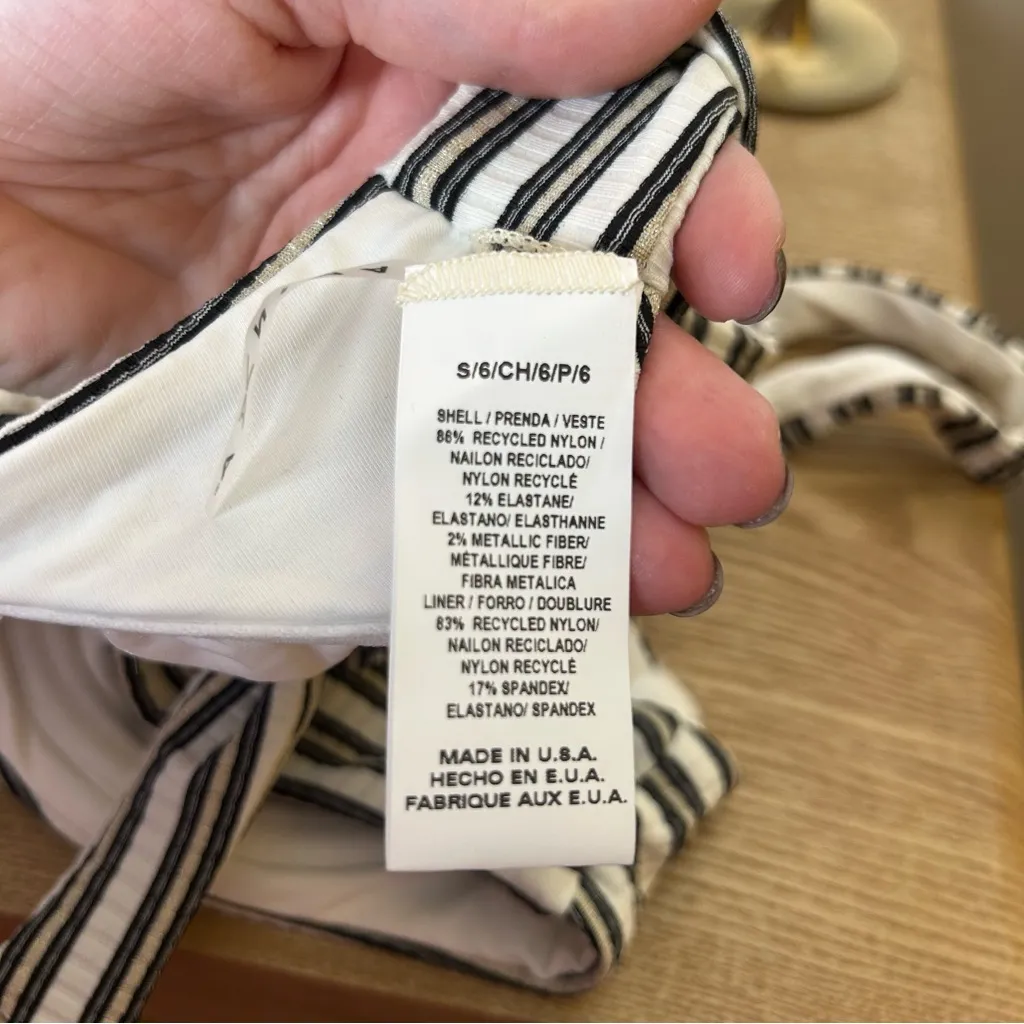 S/6/CH/6/P/6
SHELL / PRENDA / VESTE
86% RECYCLED NYLON /
NAILON RECICLADO/
NYLON RECYCLÉ
12% ELASTANE/
ELASTANO/ ELASTHANNE
2% METALLIC FIBER/
MÉTALLIQUE FIBRE/
FIBRA METALICA
LINER / FORRO / DOUBLURE
83% RECYCLED NYLON/
NAILON RECICLADO/
NYLON RECYCLÉ
17% SPANDEX/
ELASTANO/ SPANDEX
MADE IN U.S.A.
HECHO EN E.U.A.
FABRIQUE AUX E.U.A.